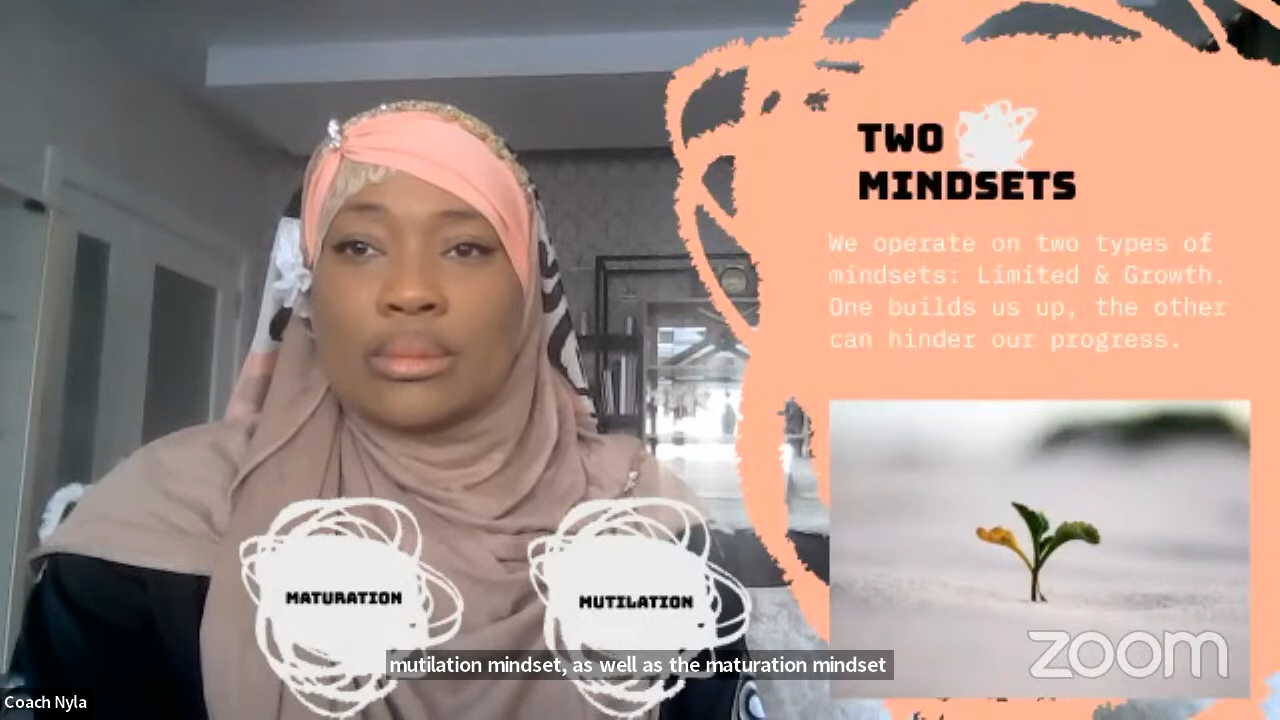 TWO
MINDSETS
We operate on two types of
mindsets: Limited & Growth.
One builds us up, the other
can hinder our progress.
MATURATION
MUTILATION
mutilation mindset, as well as the maturation mindset
zoom
Coach Nyla